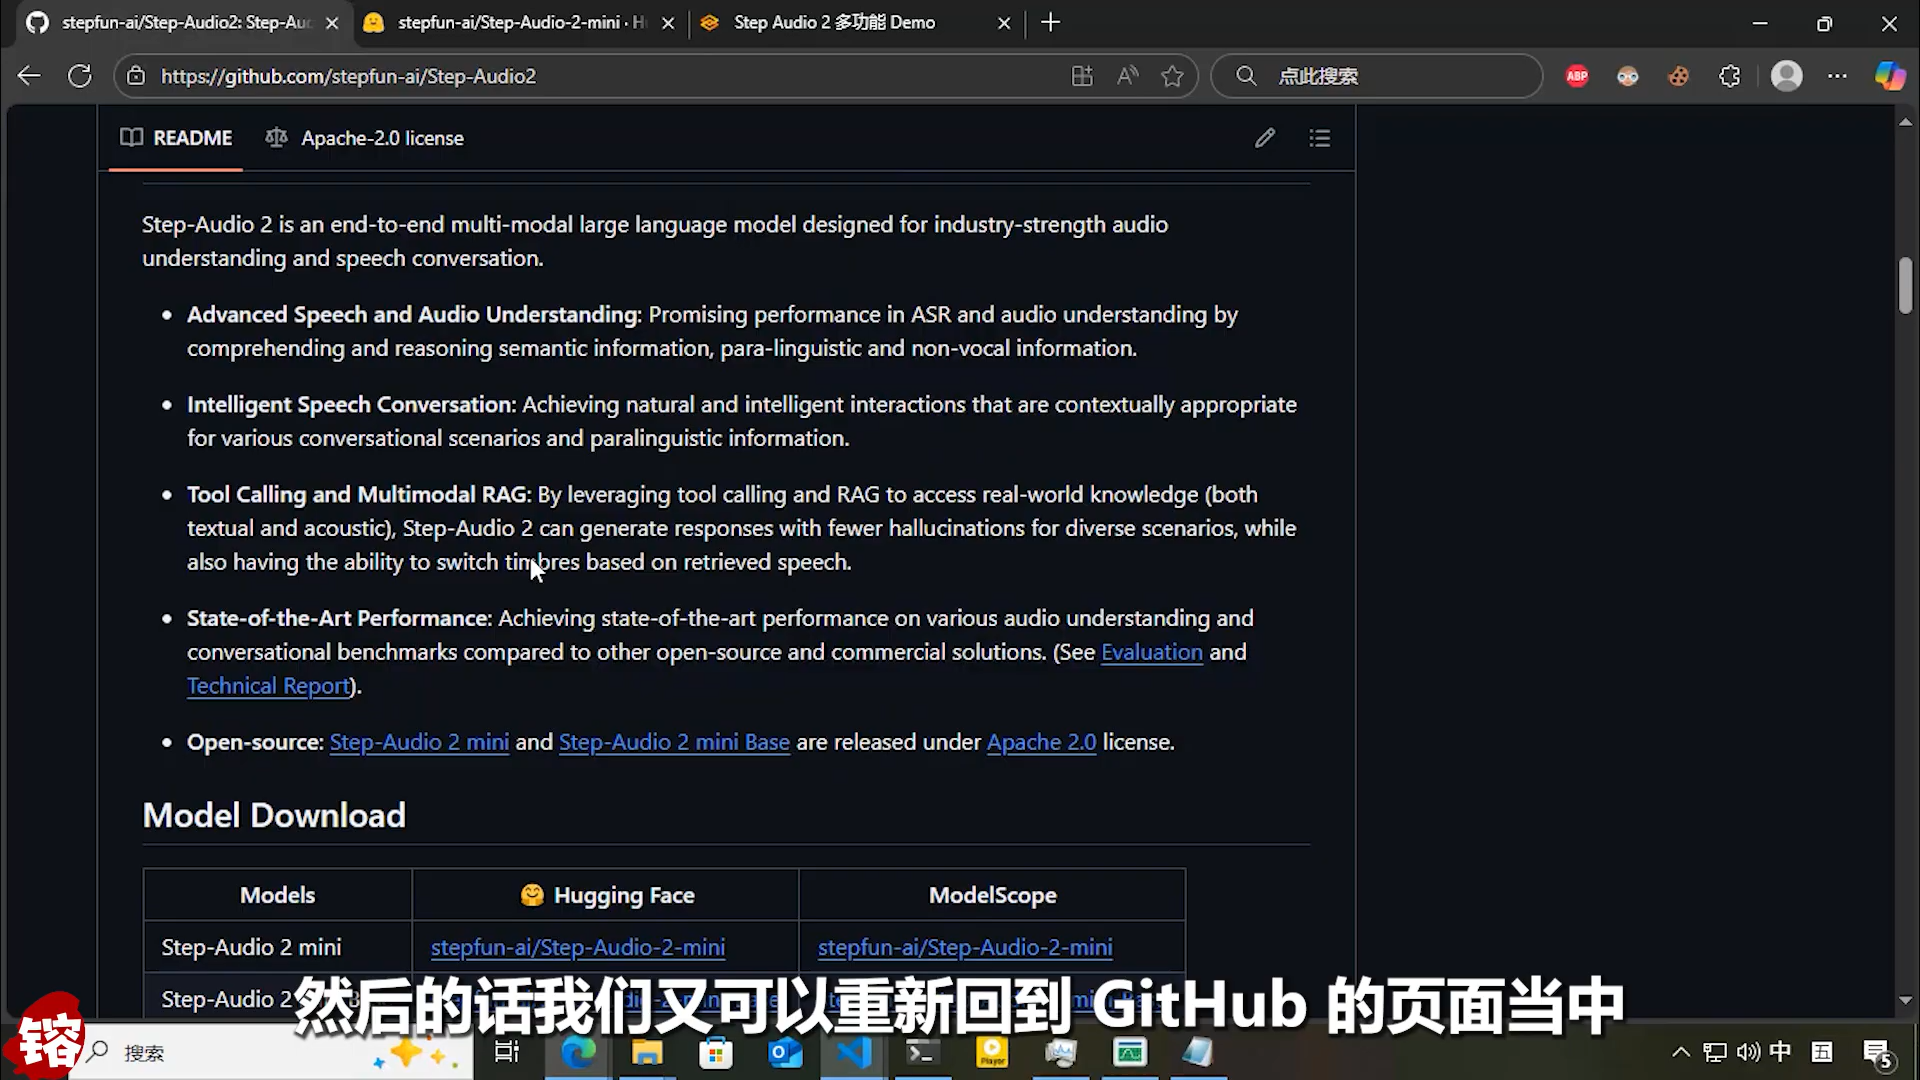 stepfun-ai/Step-Audio2: Step-Au
stepfun-ai/Step-Audio-2-mini · H
Step Audio 2 多功能 Demo
https://github.com/stepfun-ai/Step-Audio2
点此搜索
ABP
README
Apache-2.0 license
Step-Audio 2 is an end-to-end multi-modal large language model designed for industry-strength audio
understanding and speech conversation.
Advanced Speech and Audio Understanding: Promising performance in ASR and audio understanding by
comprehending and reasoning semantic information, para-linguistic and non-vocal information.
Intelligent Speech Conversation: Achieving natural and intelligent interactions that are contextually appropriate
for various conversational scenarios and paralinguistic information.
Tool Calling and Multimodal RAG: By leveraging tool calling and RAG to access real-world knowledge (both
textual and acoustic), Step-Audio 2 can generate responses with fewer hallucinations for diverse scenarios, while
also having the ability to switch timbres based on retrieved speech.
State-of-the-Art Performance: Achieving state-of-the-art performance on various audio understanding and
conversational benchmarks compared to other open-source and commercial solutions. (See Evaluation and
Technical Report).
Open-source: Step-Audio 2 mini and Step-Audio 2 mini Base are released under Apache 2.0 license.
Model Download
Models
Hugging Face
ModelScope
Step-Audio 2 mini
stepfun-ai/Step-Audio-2-mini
stepfun-ai/Step-Audio-2-mini
Step-Audio 2
然后的话我们又可以重新回到 GitHub 的页面当中
镕
搜索
Player
中
五
5